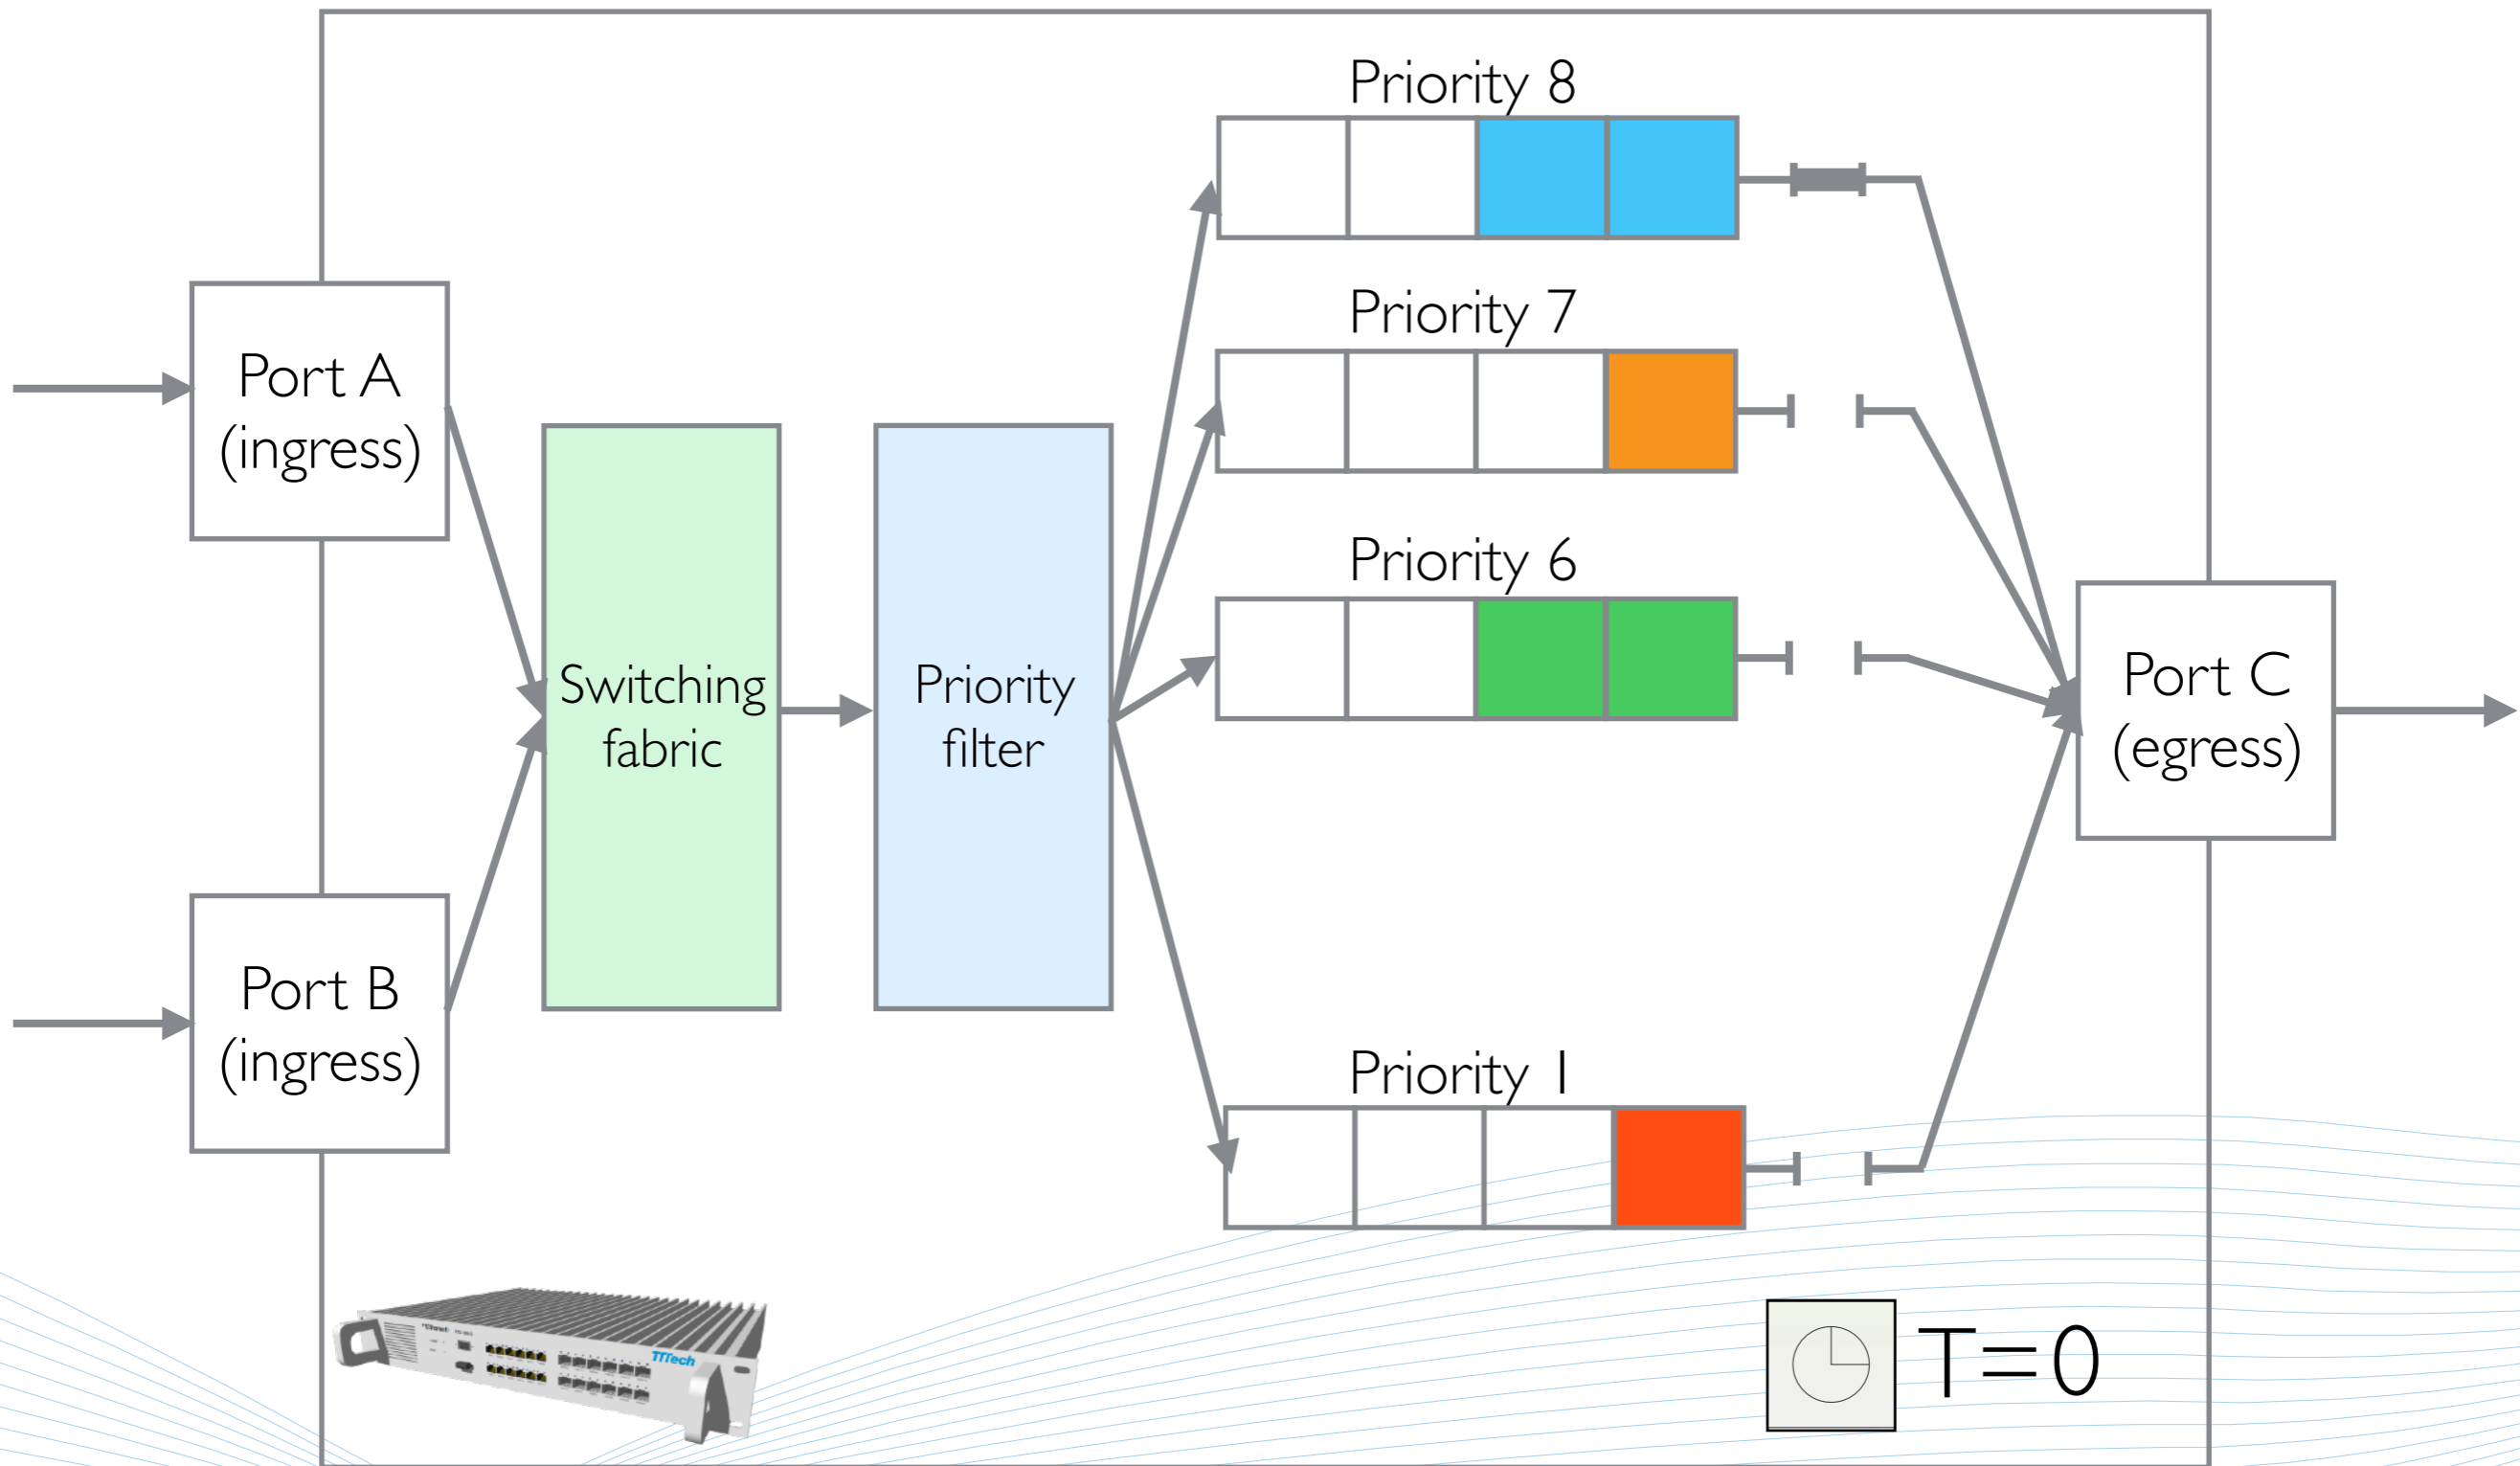 Priority 8
Priority 7
Port A
(ingress)
Priority 6
Switching
fabric
Priority
filter
Port C
(egress)
Port B
(ingress)
Priority 1
TTTech
T=0